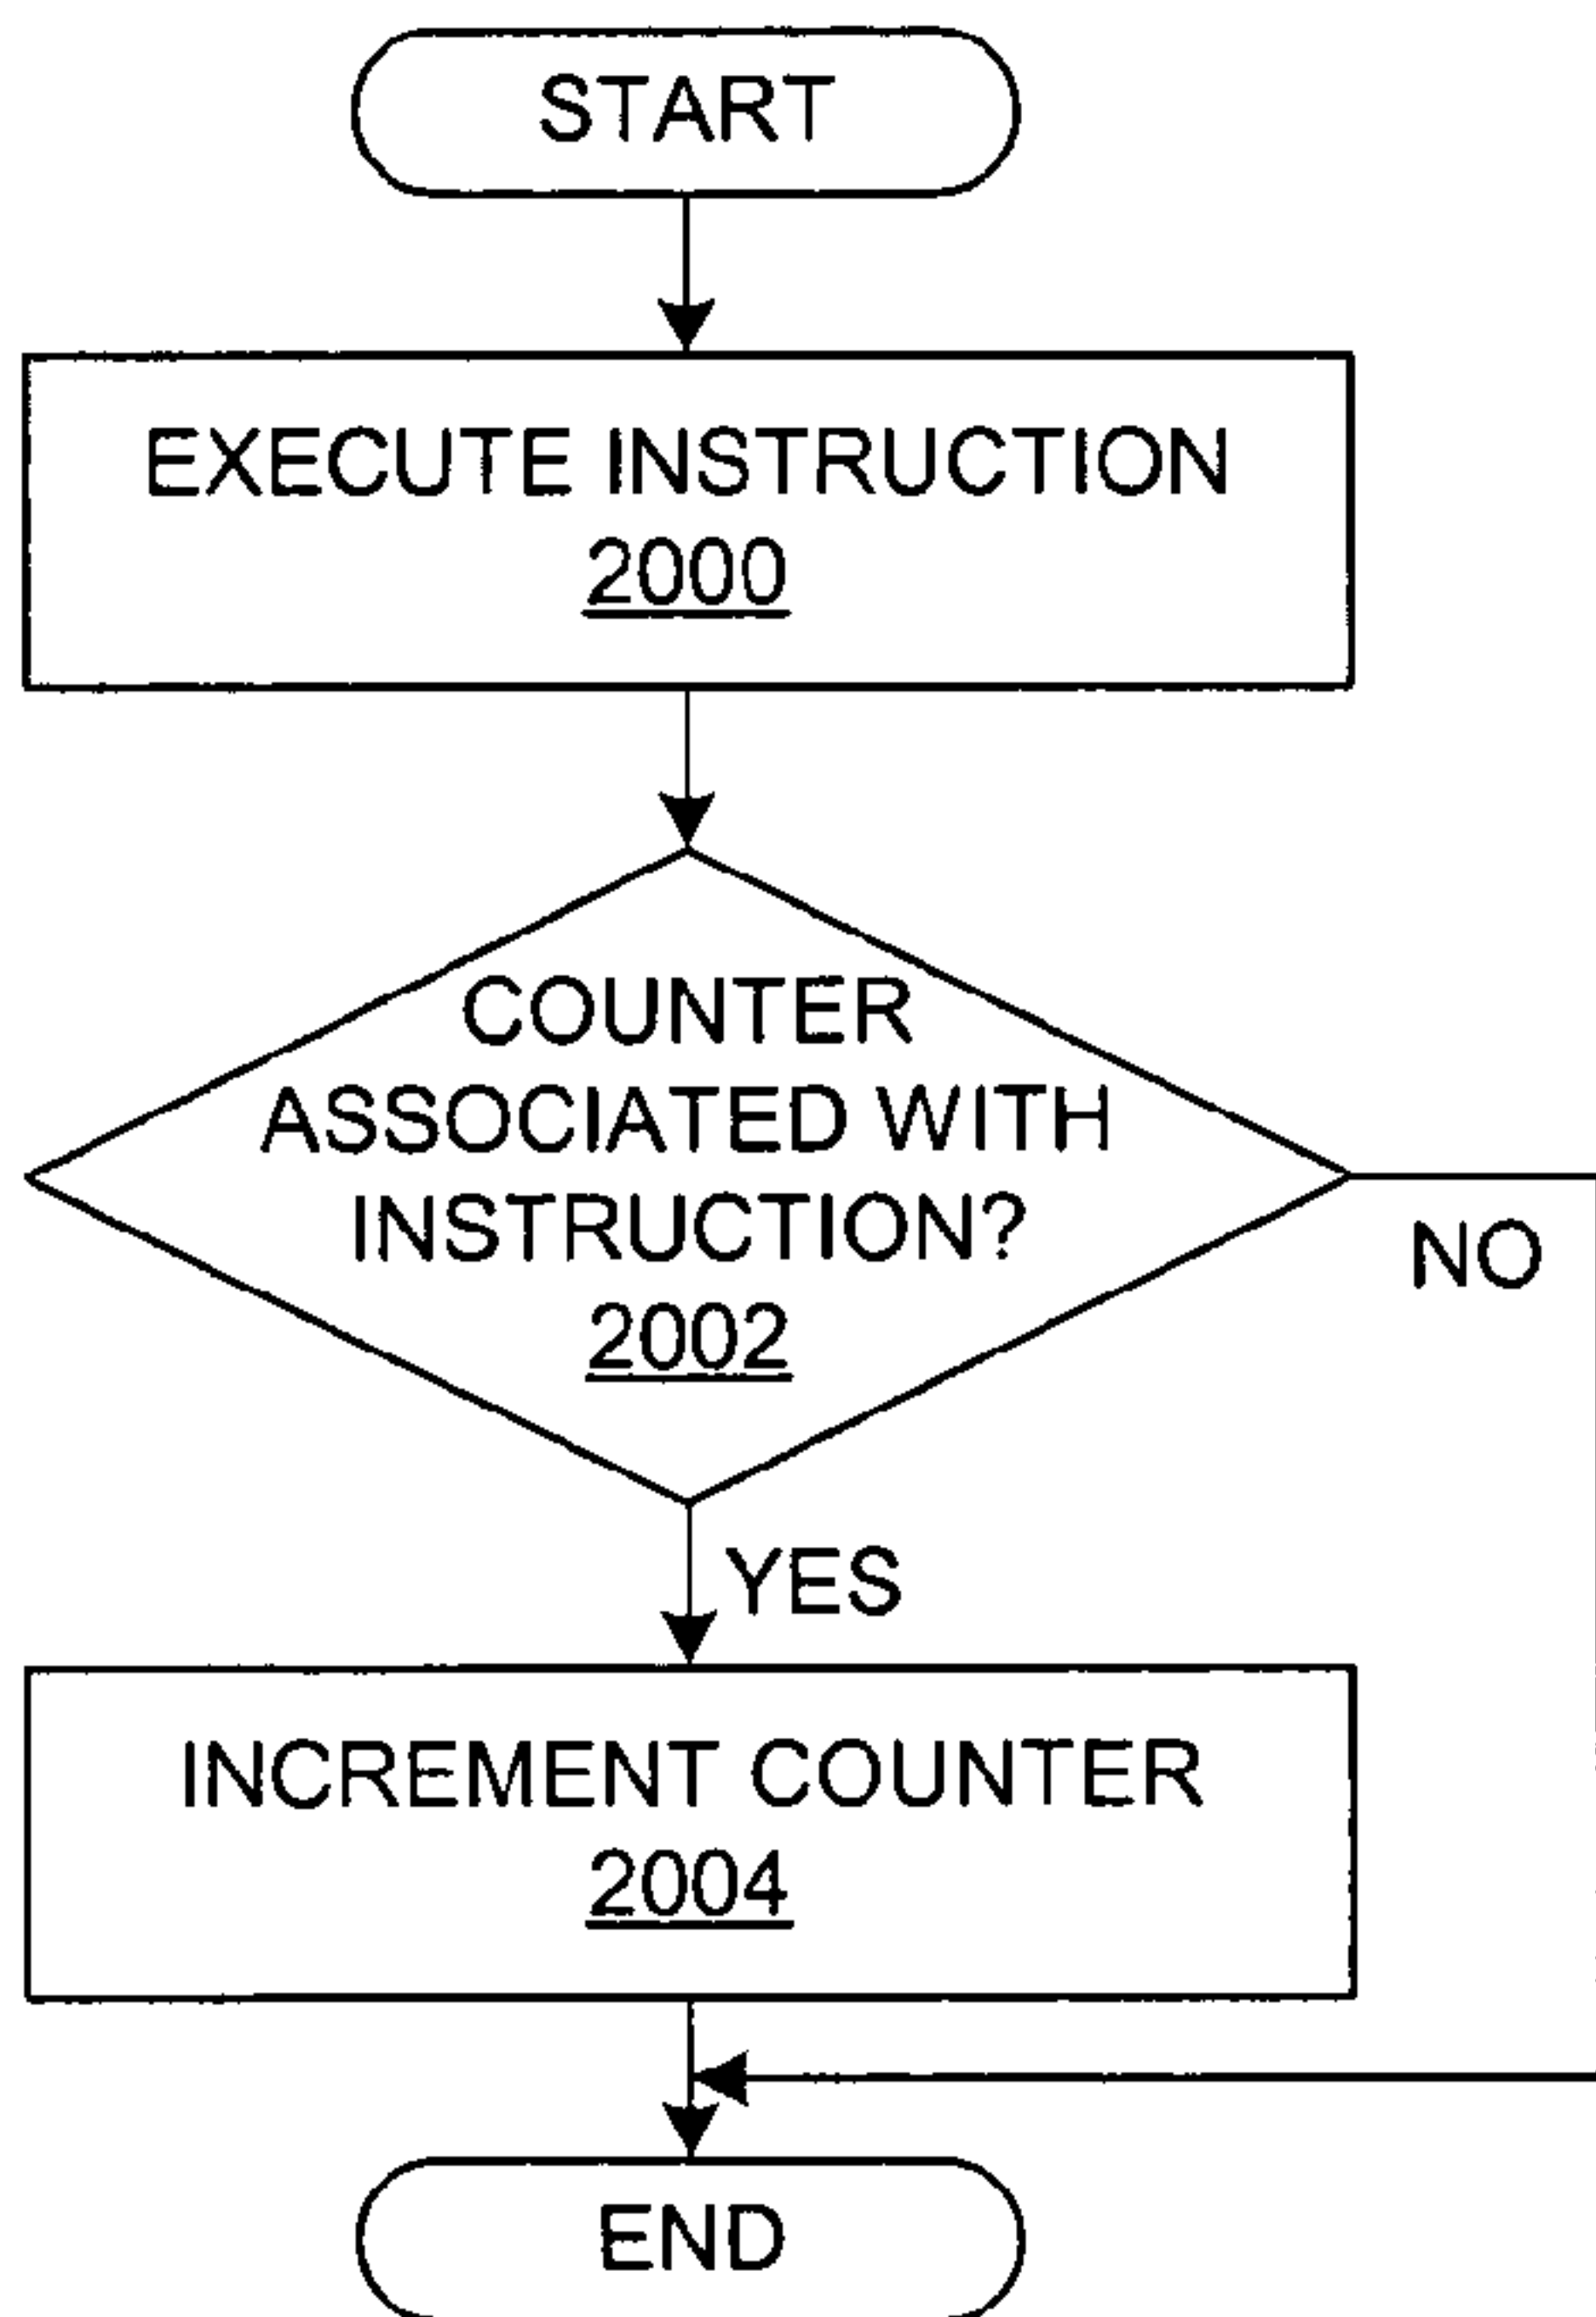 START
EXECUTE INSTRUCTION
2000
COUNTER
ASSOCIATED WITH
INSTRUCTION?
2002
NO
YES
INCREMENT COUNTER
2004
END